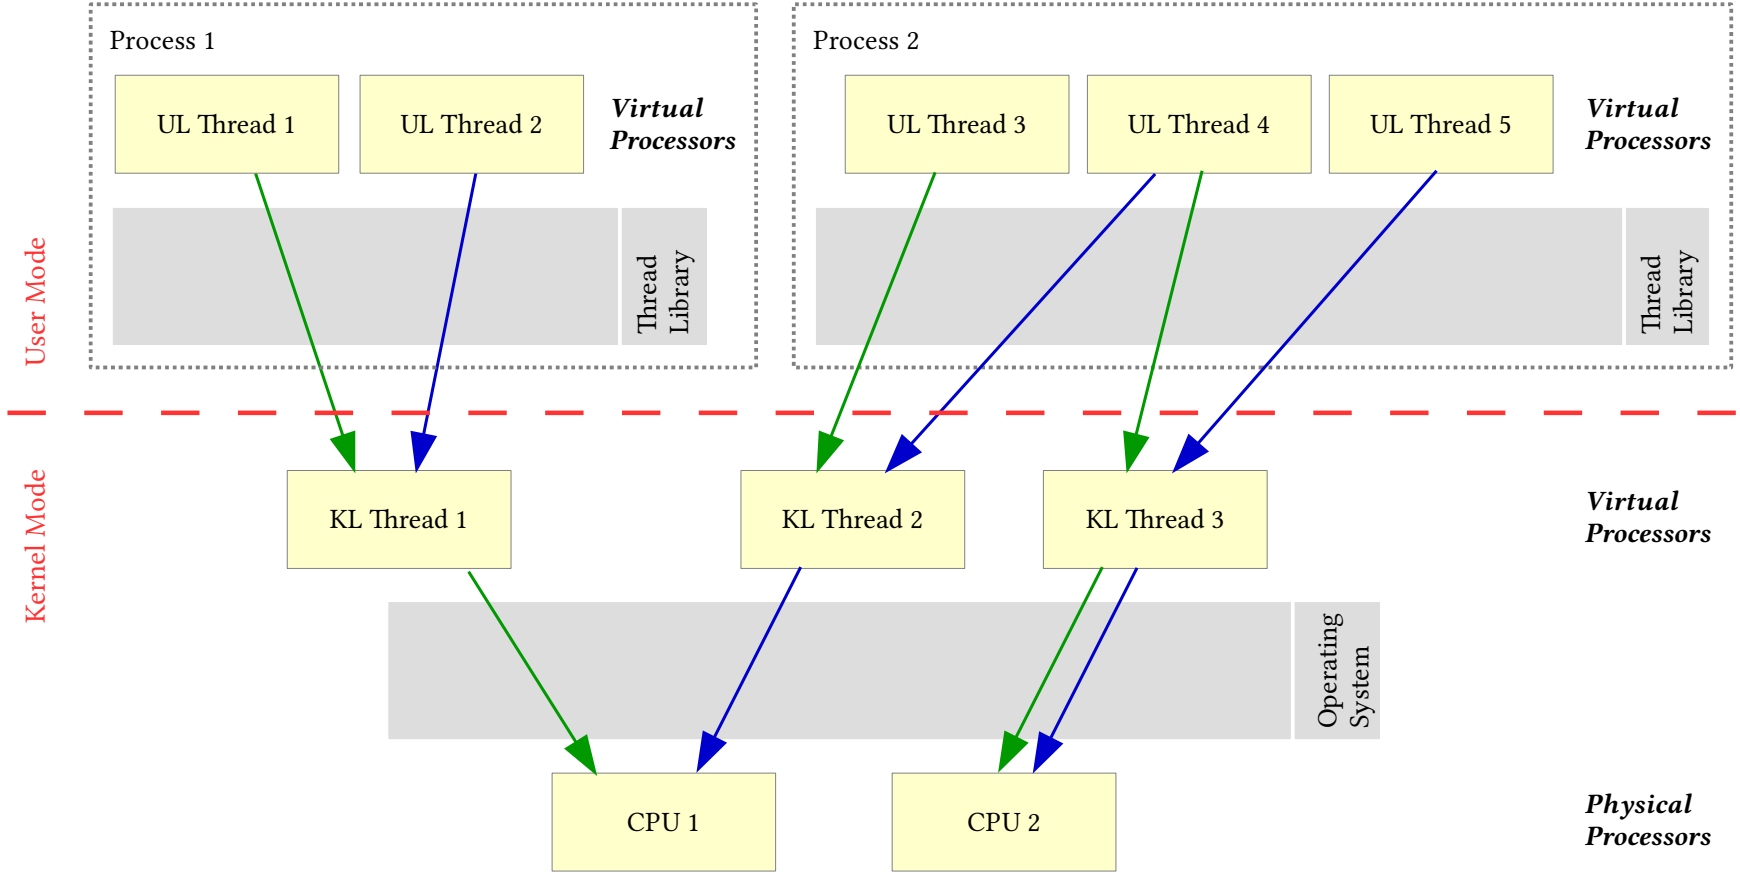 Process 1
Process 2
UL Thread 1
UL Thread 2
Virtual
Processors
UL Thread 3
UL Thread 4
UL Thread 5
Virtual
Processors
User Mode
Thread
Library
Thread
Library
Kernel Mode
KL Thread 1
KL Thread 2
KL Thread 3
Virtual
Processors
Operating
System
CPU 1
CPU 2
Physical
Processors